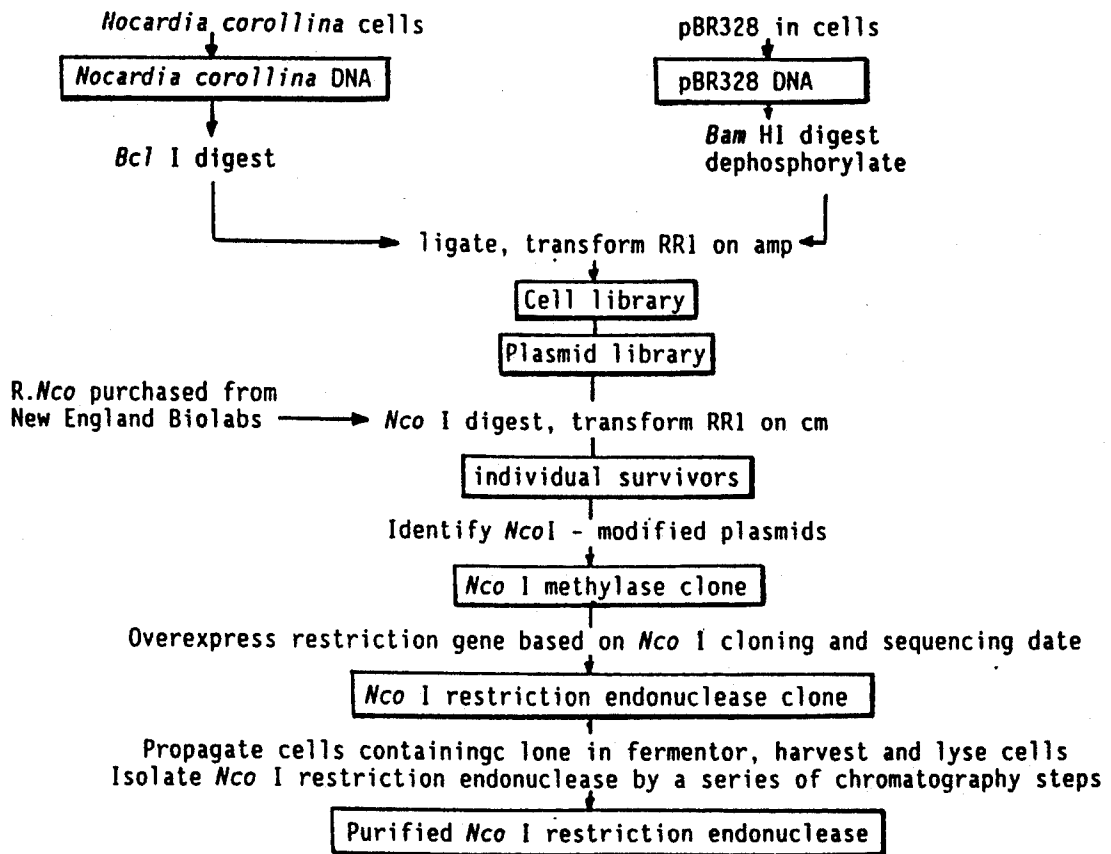 Nocardia corollina cells
pBR328 in cells
Nocardia corollina DNA
pBR328 DNA
Bcl I digest
Bam HI digest
dephosphorylate
ligate, transform RR1 on amp
Cell library
Plasmid library
R.Nco purchased from
New England Biolabs
Nco I digest, transform RR1 on cm
individual survivors
Identify NcoI - modified plasmids
Nco I methylase clone
Overexpress restriction gene based on Nco I cloning and sequencing date
Nco I restriction endonuclease clone
Propagate cells containingc lone in fermentor, harvest and lyse cells
Isolate Nco I restriction endonuclease by a series of chromatography steps
Purified Nco I restriction endonuclease